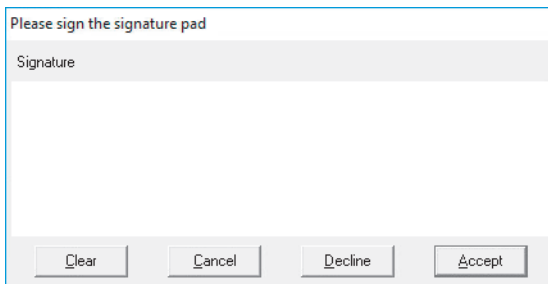 Please sign the signature pad
Signature
Clear Cancel Decline Accept